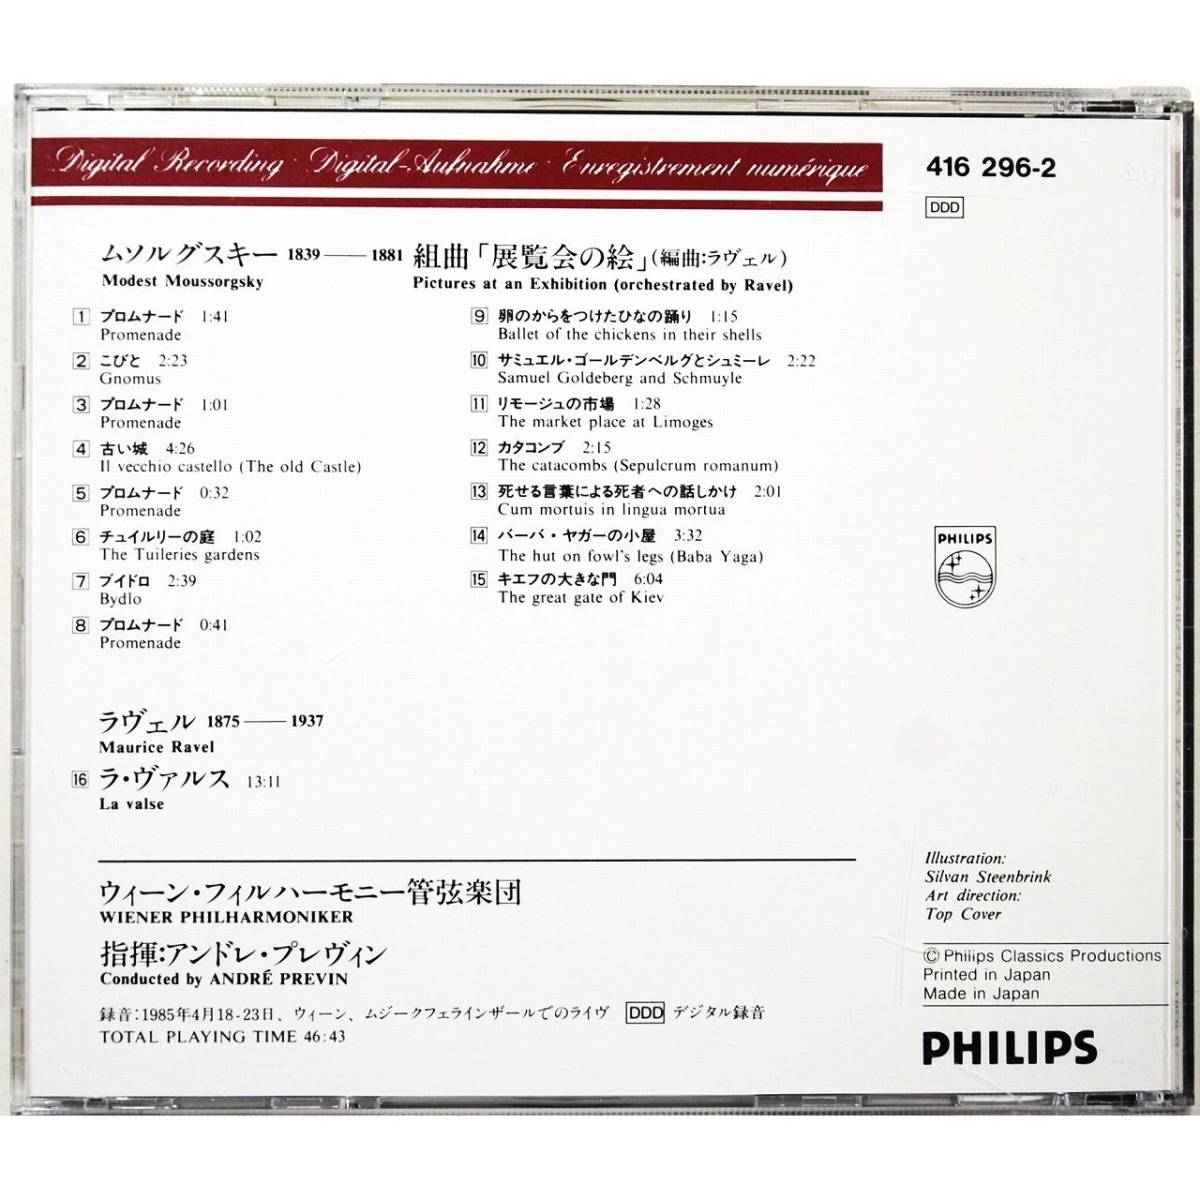 Digital Recording · Digital-Aufnahme · Enregistrement numérique
416 296-2
DDD
ムソルグスキー 1839——1881 組曲「展覧会の絵」(編曲:ラヴェル)
Modest Moussorgsky Pictures at an Exhibition (orchestrated by Ravel)
1 プロムナード 1:41
Promenade
2 こびと 2:23
Gnomus
3 プロムナード 1:01
Promenade
4 古い城 4:26
Il vecchio castello (The old Castle)
5 プロムナード 0:32
Promenade
6 チュイルリーの庭 1:02
The Tuileries gardens
7 ブイドロ 2:39
Bydlo
8 プロムナード 0:41
Promenade
9 卵のからをつけたひなの踊り 1:15
Ballet of the chickens in their shells
10 サミュエル・ゴールデンベルグとシュミーレ 2:22
Samuel Goldeberg and Schmuyle
11 リモージュの市場 1:28
The market place at Limoges
12 カタコンブ 2:15
The catacombs (Sepulcrum romanum)
13 死せる言葉による死者への話しかけ 2:01
Cum mortuis in lingua mortua
14 バーバ・ヤガーの小屋 3:32
The hut on fowl's legs (Baba Yaga)
15 キエフの大きな門 6:04
The great gate of Kiev
PHILIPS
ラヴェル 1875——1937
Maurice Ravel
16 ラ・ヴァルス 13:11
La valse
ウィーン・フィルハーモニー管弦楽団
WIENER PHILHARMONIKER
指揮:アンドレ・プレヴィン
Conducted by ANDRÉ PREVIN
録音:1985年4月18-23日、ウィーン、ムジークフェラインザールでのライヴ DDD デジタル録音
TOTAL PLAYING TIME 46:43
Illustration:
Silvan Steenbrink
Art direction:
Top Cover
© Philips Classics Productions
Printed in Japan
Made in Japan
PHILIPS